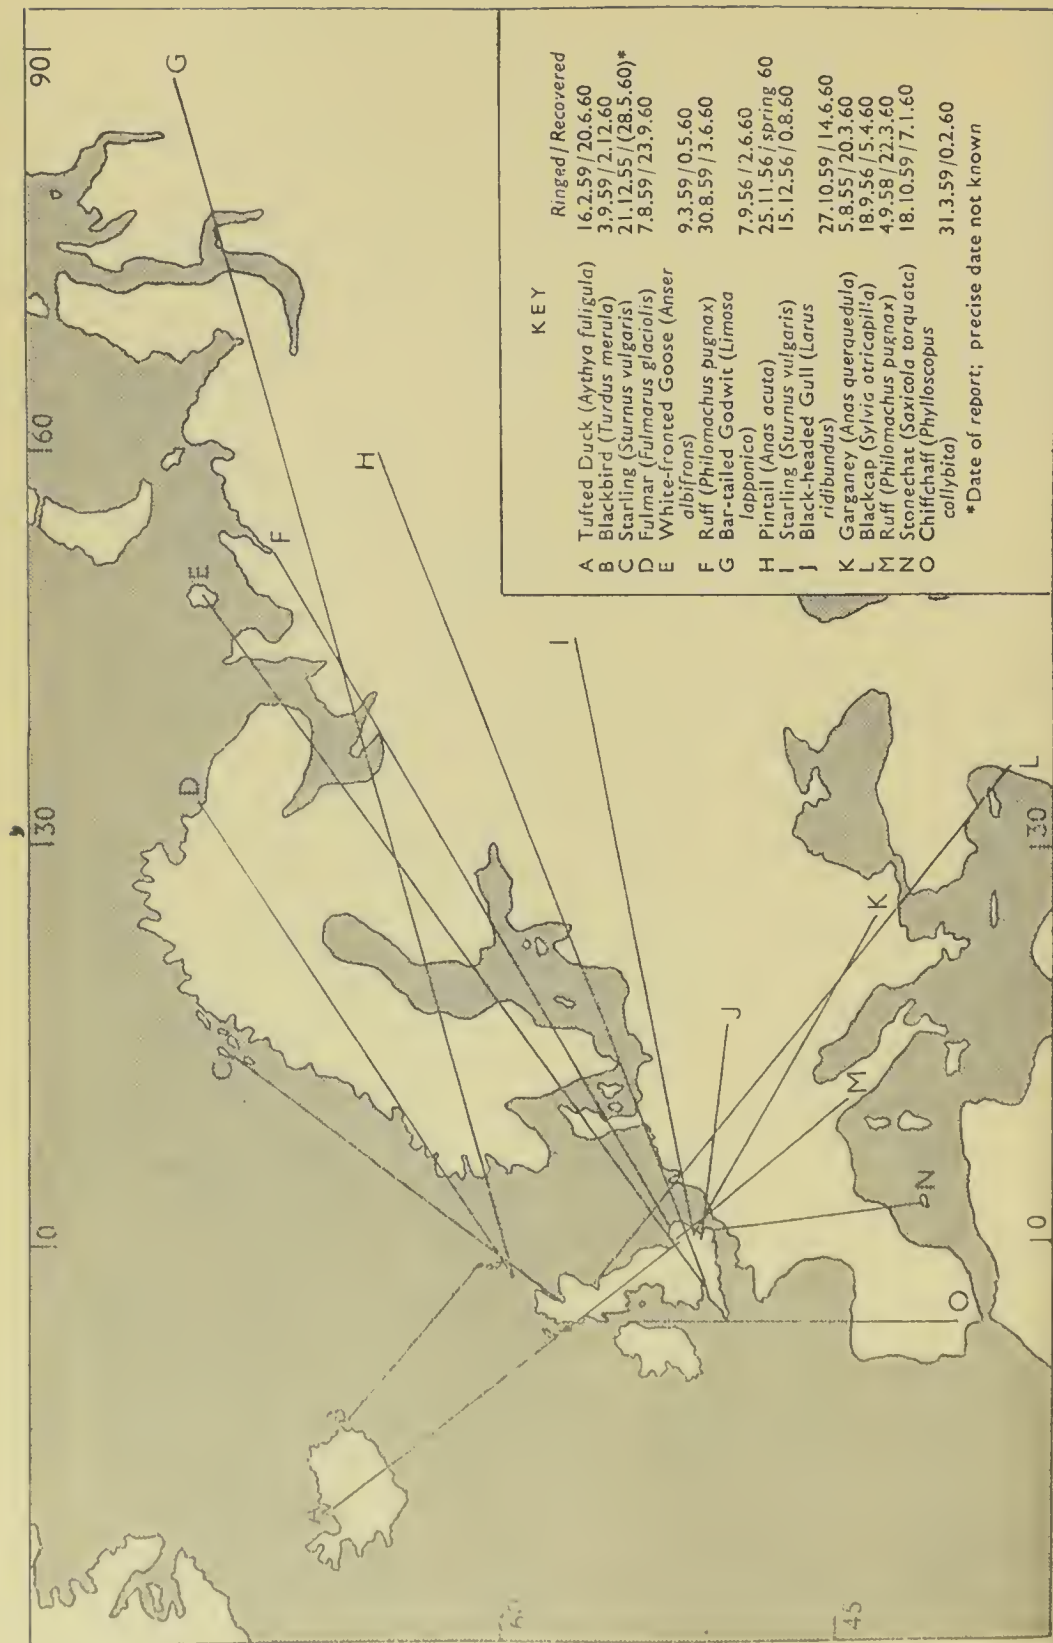 90
60
30
0
G
H
F
E
D
C
B
A
I
J
K
L
M
N
O
30
0
60
45
KEY
Ringed / Recovered
A Tufted Duck (Aythya fuligula) 16.2.59 / 20.6.60
B Blackbird (Turdus merula) 3.9.59 / 2.12.60
C Starling (Sturnus vulgaris) 21.12.55 / (28.5.60)*
D Fulmar (Fulmarus glacialis) 7.8.59 / 23.9.60
E White-fronted Goose (Anser
albifrons) 9.3.59 / 0.5.60
F Ruff (Philomachus pugnax) 30.8.59 / 3.6.60
G Bar-tailed Godwit (Limosa
lapponica) 7.9.56 / 2.6.60
H Pintail (Anas acuta) 25.11.56 / spring 60
I Starling (Sturnus vulgaris) 15.12.56 / 0.8.60
J Black-headed Gull (Larus
ridibundus) 27.10.59 / 14.6.60
K Garganey (Anas querquedula) 5.8.55 / 20.3.60
L Blackcap (Sylvia atricapilla) 18.9.56 / 5.4.60
M Ruff (Philomachus pugnax) 4.9.58 / 22.3.60
N Stonechat (Saxicola torquata) 18.10.59 / 7.1.60
O Chiffchaff (Phylloscopus
collybita) 31.3.59 / 0.2.60
*Date of report; precise date not known